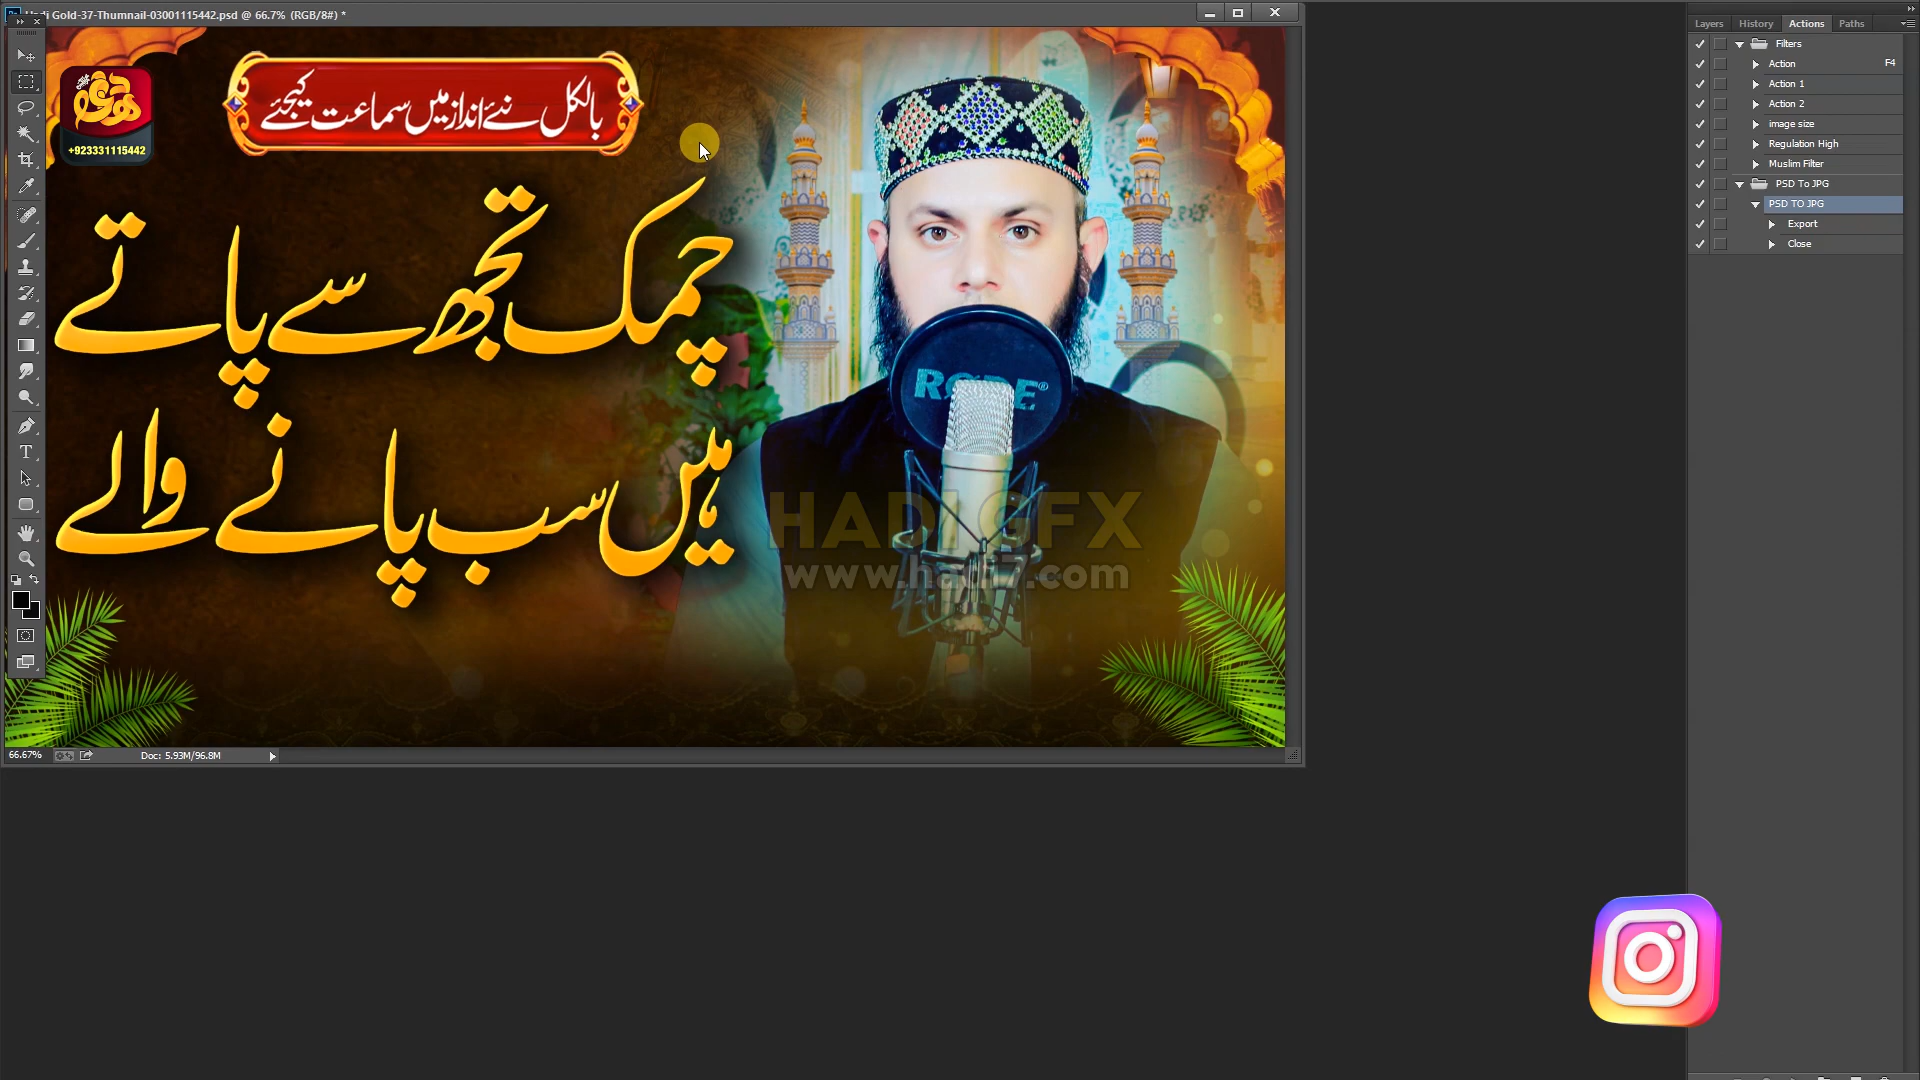 Hadi Gold-37-Thumnail-03001115442.psd @ 66.7% (RGB/8#) *
بالکل نئے انداز میں سماعت کیجئے
+923331115442
چمک تجھ سے پاتے
ہیں سب پانے والے
RODE®
HADI GFX
www.hadi7.com
66.67%
Doc: 5.93M/96.8M
Layers
History
Actions
Paths
Filters
Action F4
Action 1
Action 2
image size
Regulation High
Muslim Filter
PSD To JPG
PSD TO JPG
Export
Close